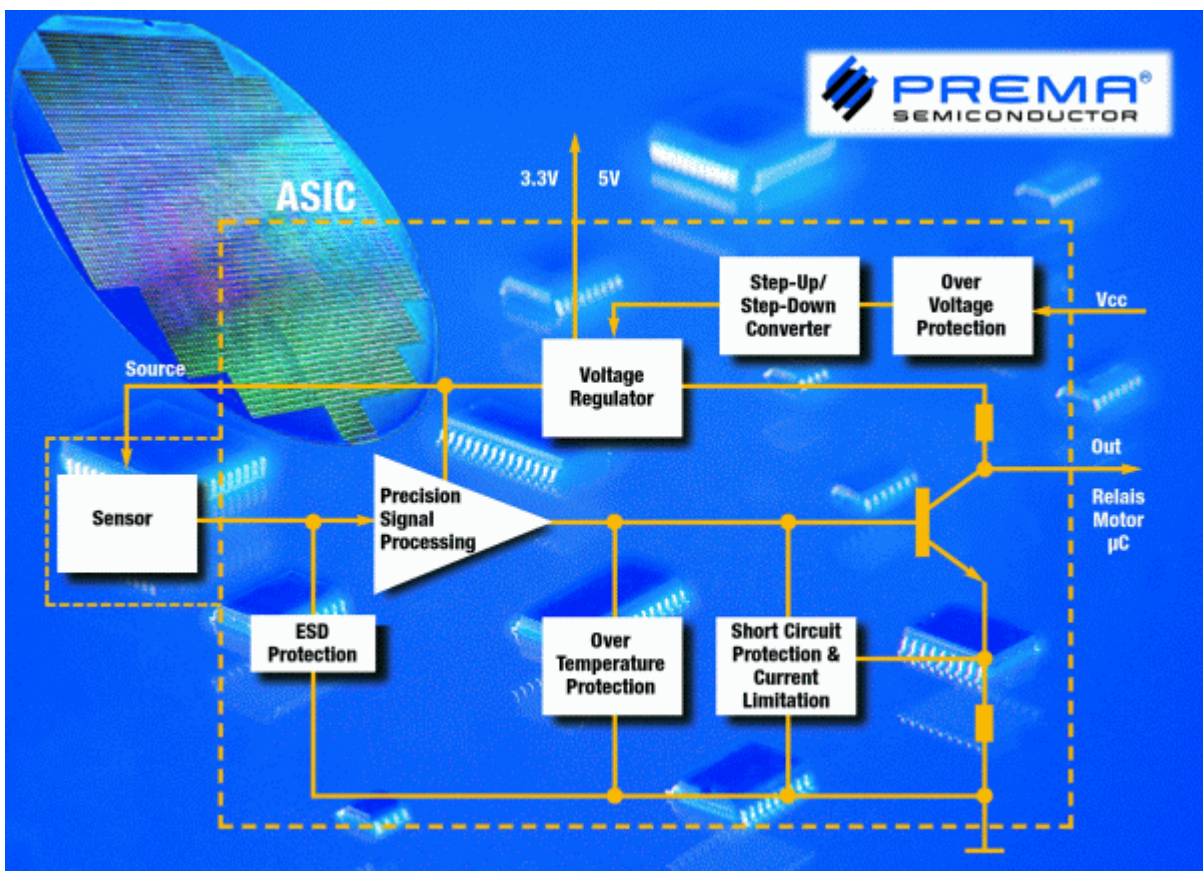 PREMA®
SEMICONDUCTOR
3.3V
5V
ASIC
Step-Up/
Step-Down
Converter
Over
Voltage
Protection
Vcc
Source
Voltage
Regulator
Out
Relais
Motor
µC
Sensor
Precision
Signal
Processing
ESD
Protection
Over
Temperature
Protection
Short Circuit
Protection &
Current
Limitation